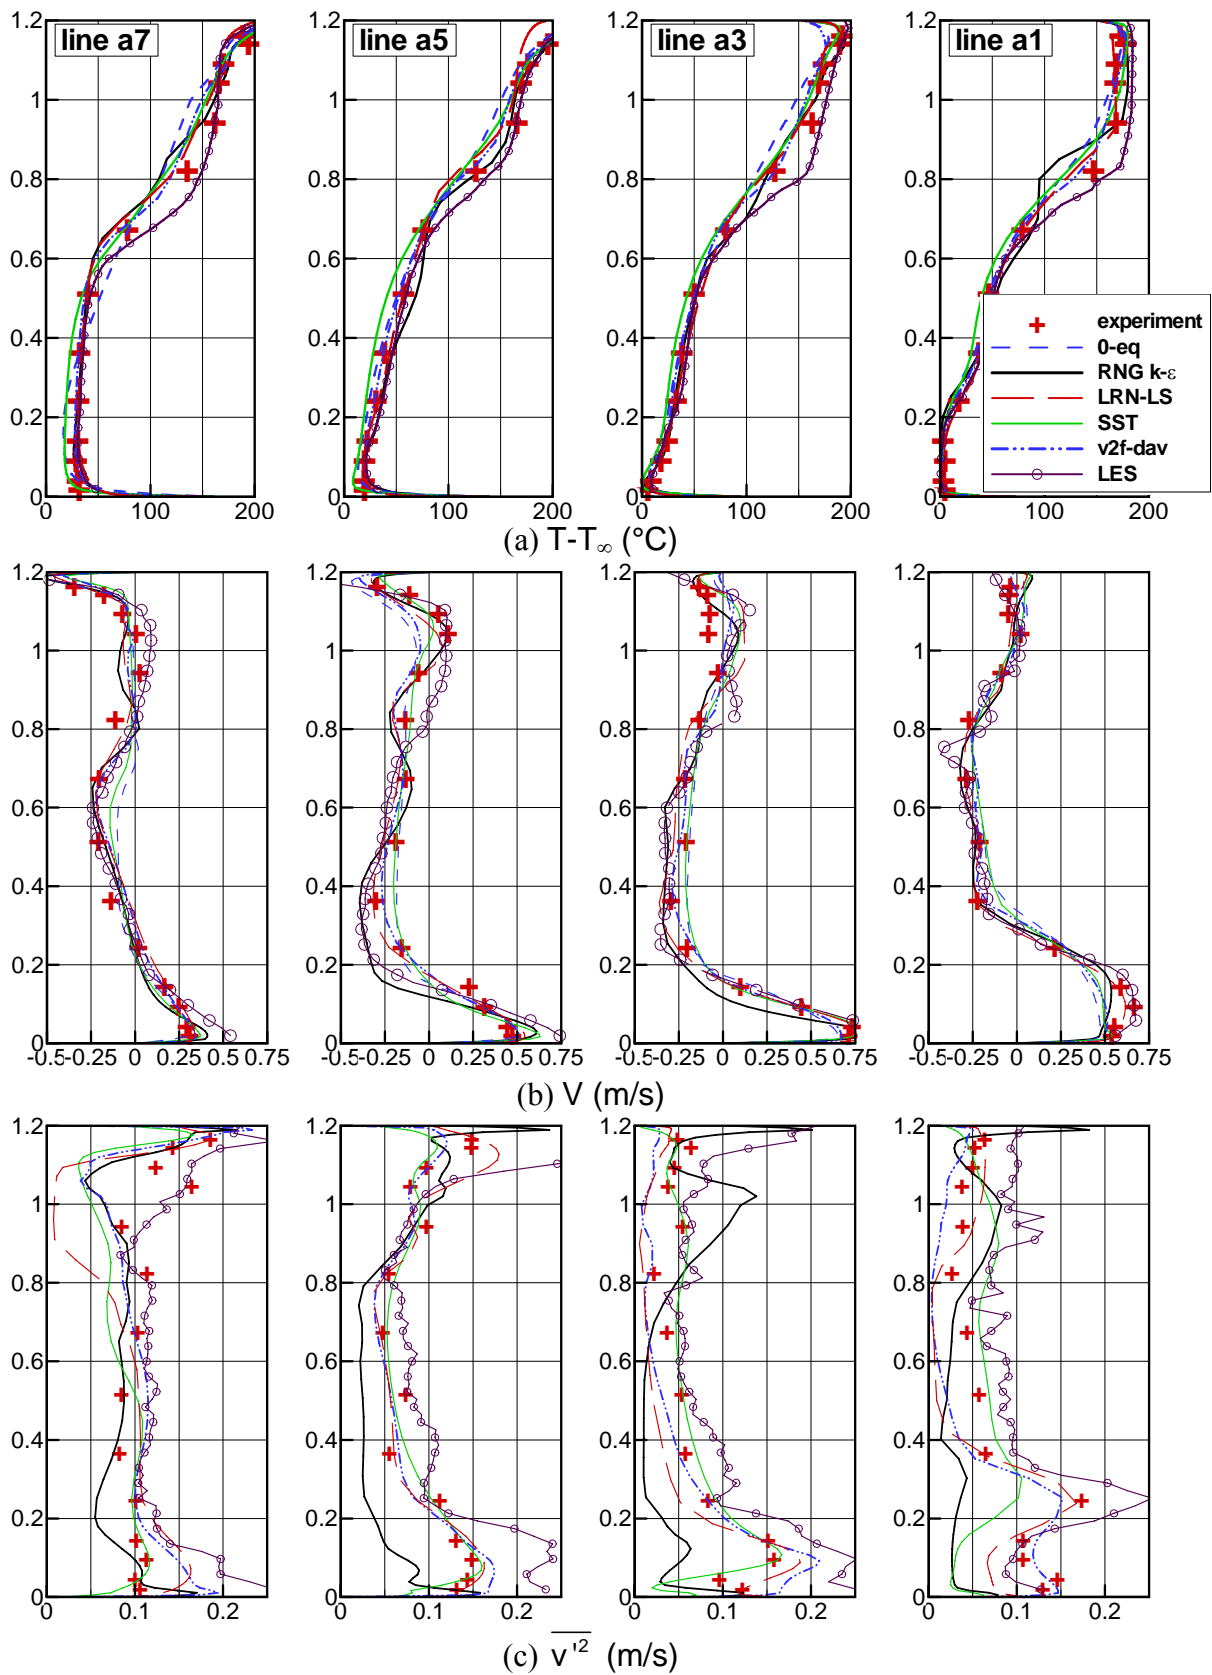 line a7 line a5 line a3 line a1
1.2 1.2 1.2 1.2
1 1 1 1
0.8 0.8 0.8 0.8
0.6 0.6 0.6 0.6
0.4 0.4 0.4
0.2 0.2 0.2 0.2
0 0 0 0
0 100 200 0 100 200 0 100 200 0 100 200
experiment
0-eq
RNG k-ε
LRN-LS
SST
v2f-dav
LES
(a) T-T∞ (°C)
1.2 1.2 1.2 1.2
1 1 1 1
0.8 0.8 0.8 0.8
0.6 0.6 0.6 0.6
0.4 0.4 0.4 0.4
0.2 0.2 0.2 0.2
0 0 0 0
-0.5 -0.25 0 0.25 0.5 0.75 -0.5 -0.25 0 0.25 0.5 0.75 -0.5 -0.25 0 0.25 0.5 0.75 -0.5 -0.25 0 0.25 0.5 0.75
(b) V (m/s)
1.2 1.2 1.2 1.2
1 1 1 1
0.8 0.8 0.8 0.8
0.6 0.6 0.6 0.6
0.4 0.4 0.4 0.4
0.2 0.2 0.2 0.2
0 0 0 0
0 0.1 0.2 0 0.1 0.2 0 0.1 0.2 0 0.1 0.2
(c) v'² (m/s)